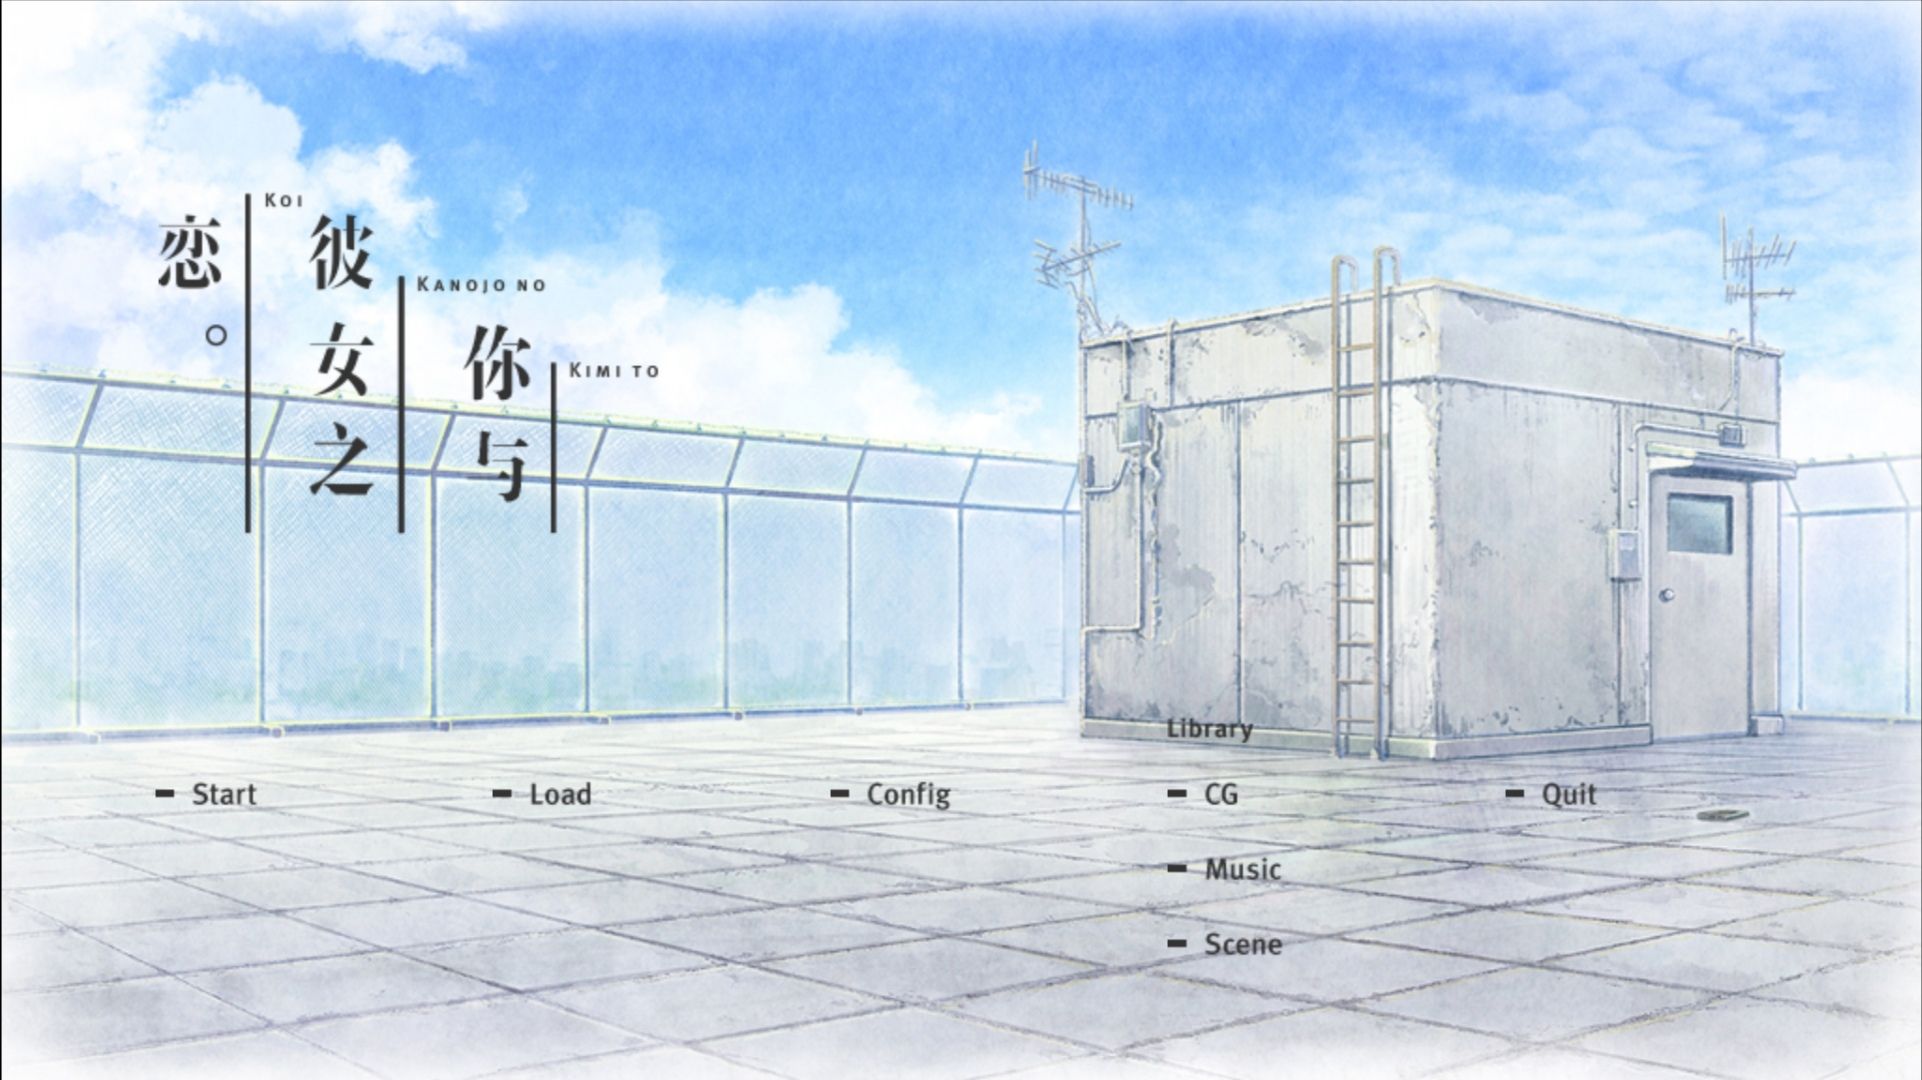 你与
Kimi to
彼女之
Kanojo no
恋。
Koi
Library
Start
Load
Config
CG
Quit
Music
Scene